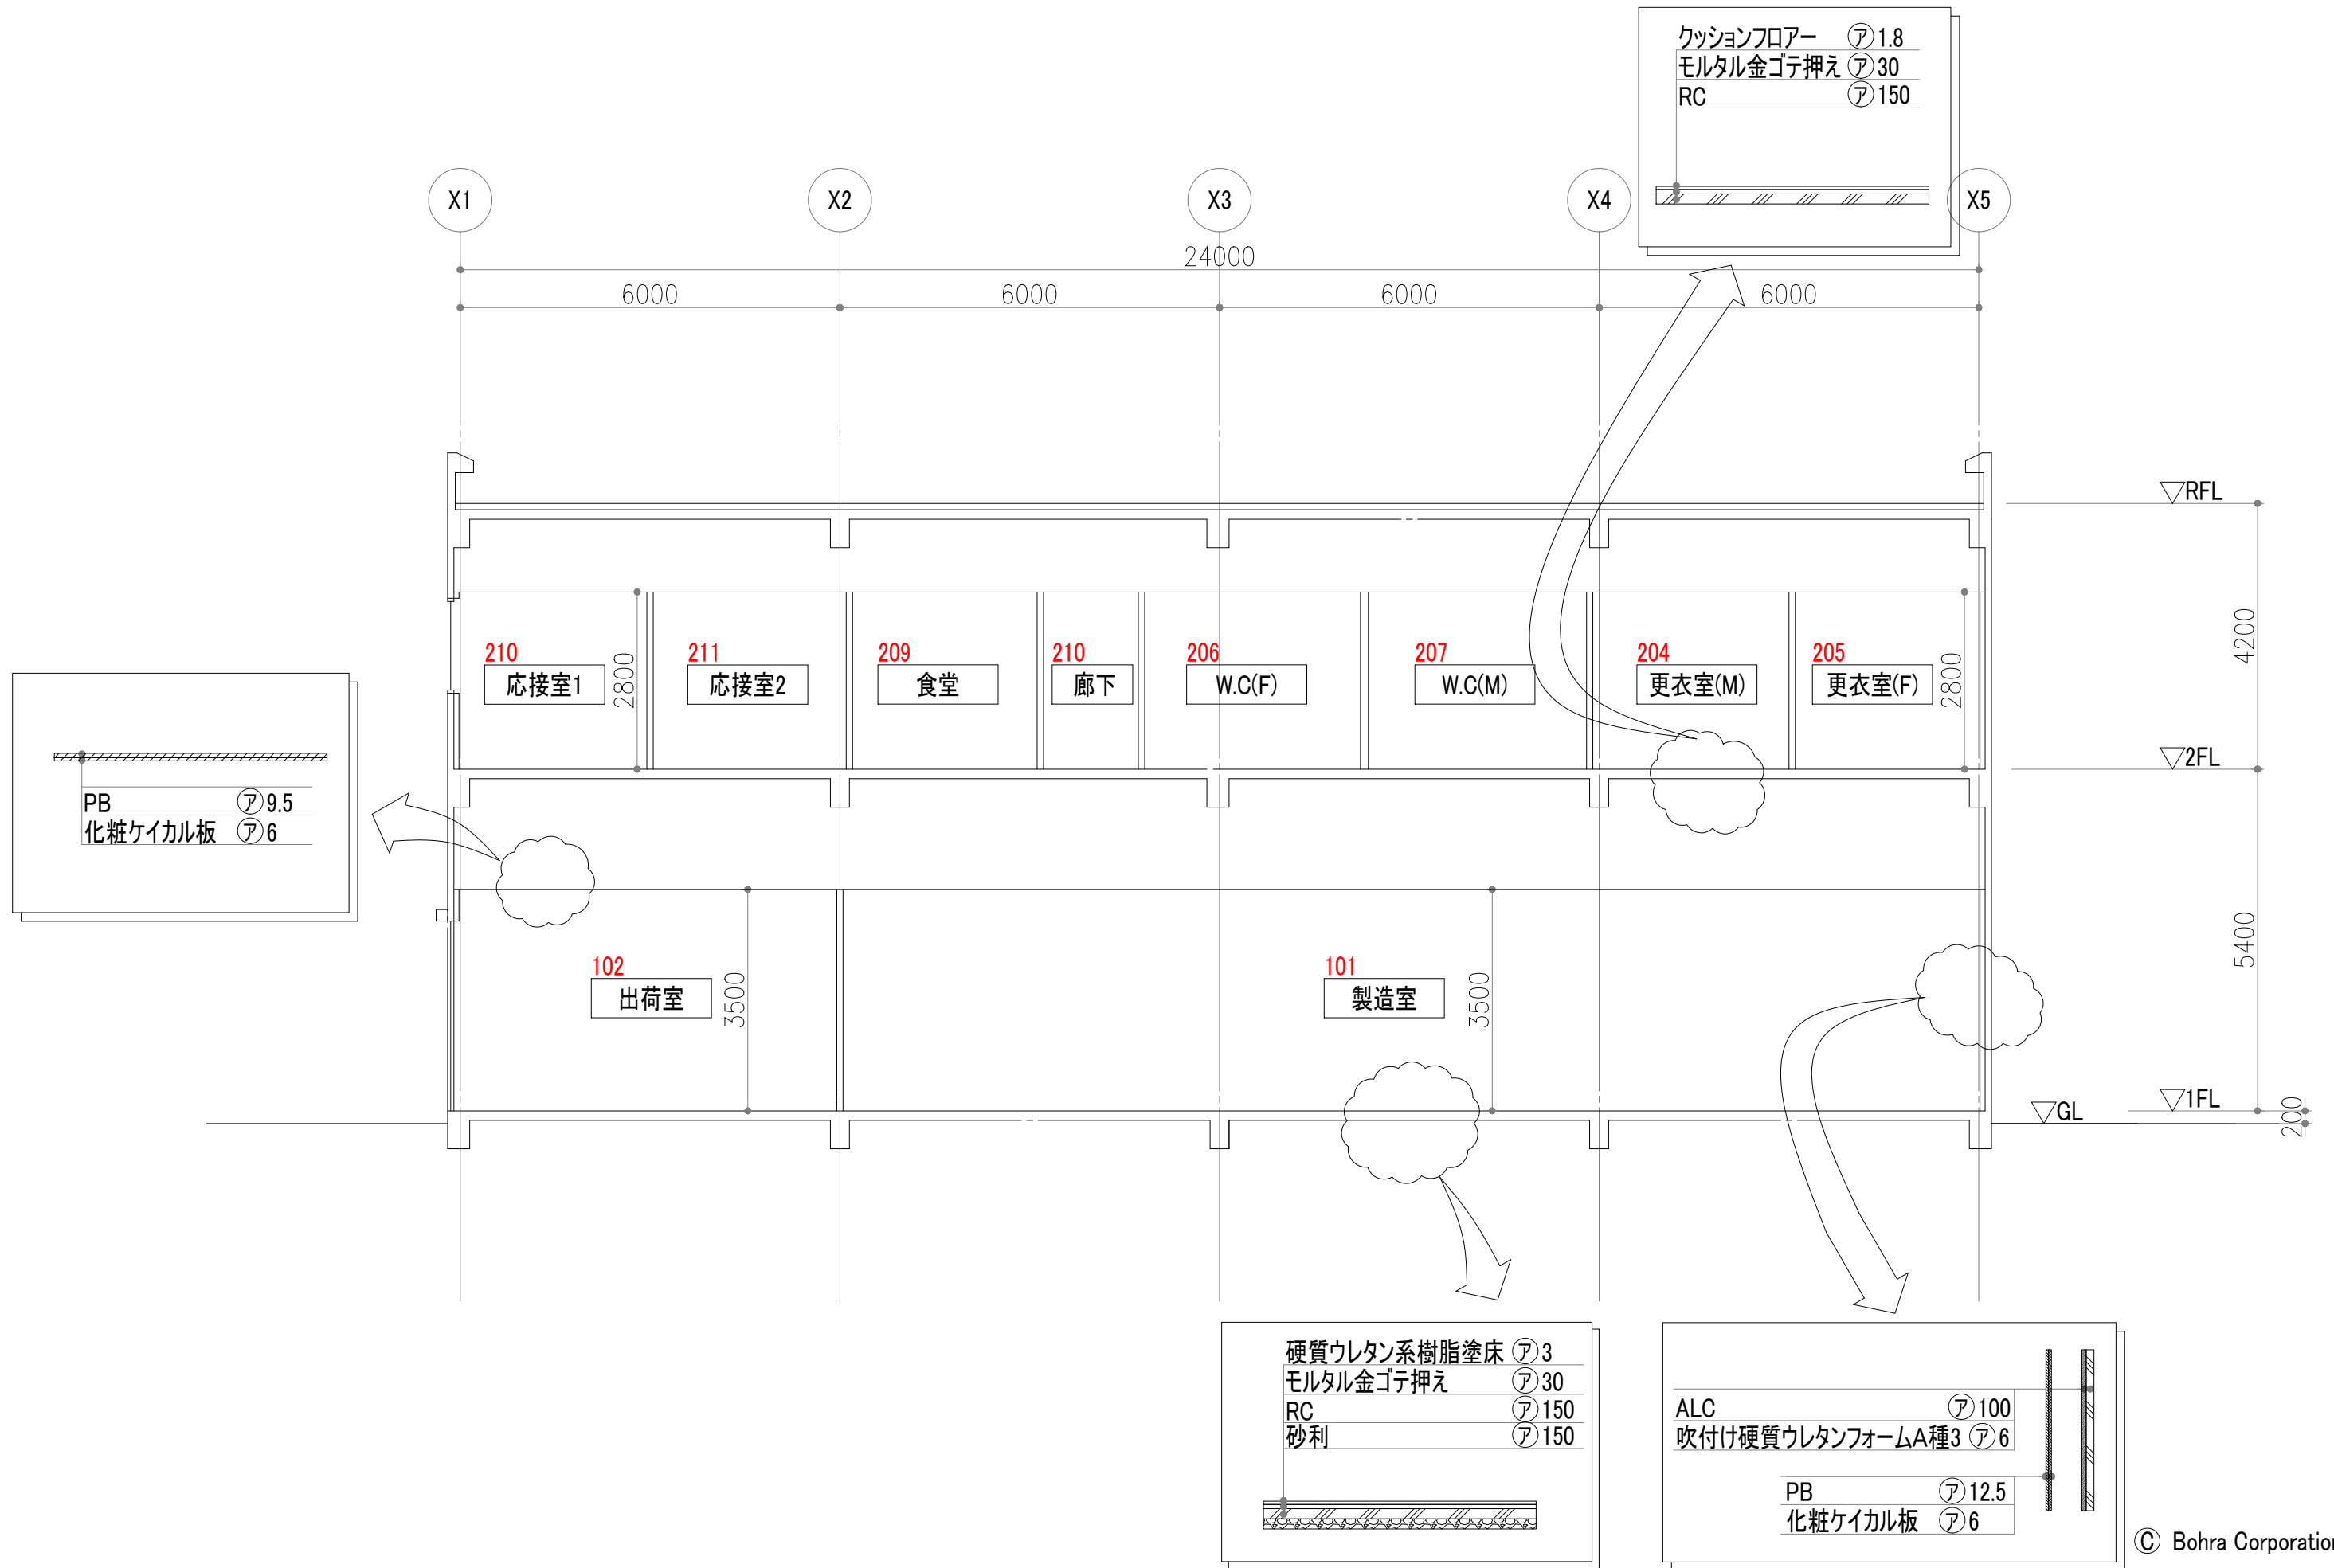 クッションフロアー ㋐1.8
モルタル金ゴテ押え ㋐30
RC ㋐150
X1
X2
X3
X4
X5
24000
6000
6000
6000
6000
▽RFL
4200
210
応接室1
2800
211
応接室2
209
食堂
210
廊下
206
W.C(F)
207
W.C(M)
204
更衣室(M)
205
更衣室(F)
2800
▽2FL
PB ㋐9.5
化粧ケイカル板 ㋐6
5400
102
出荷室
3500
101
製造室
3500
▽1FL
▽GL
200
硬質ウレタン系樹脂塗床 ㋐3
モルタル金ゴテ押え ㋐30
RC ㋐150
砂利 ㋐150
ALC ㋐100
吹付け硬質ウレタンフォームA種3 ㋐6
PB ㋐12.5
化粧ケイカル板 ㋐6
Ⓒ Bohra Corporation